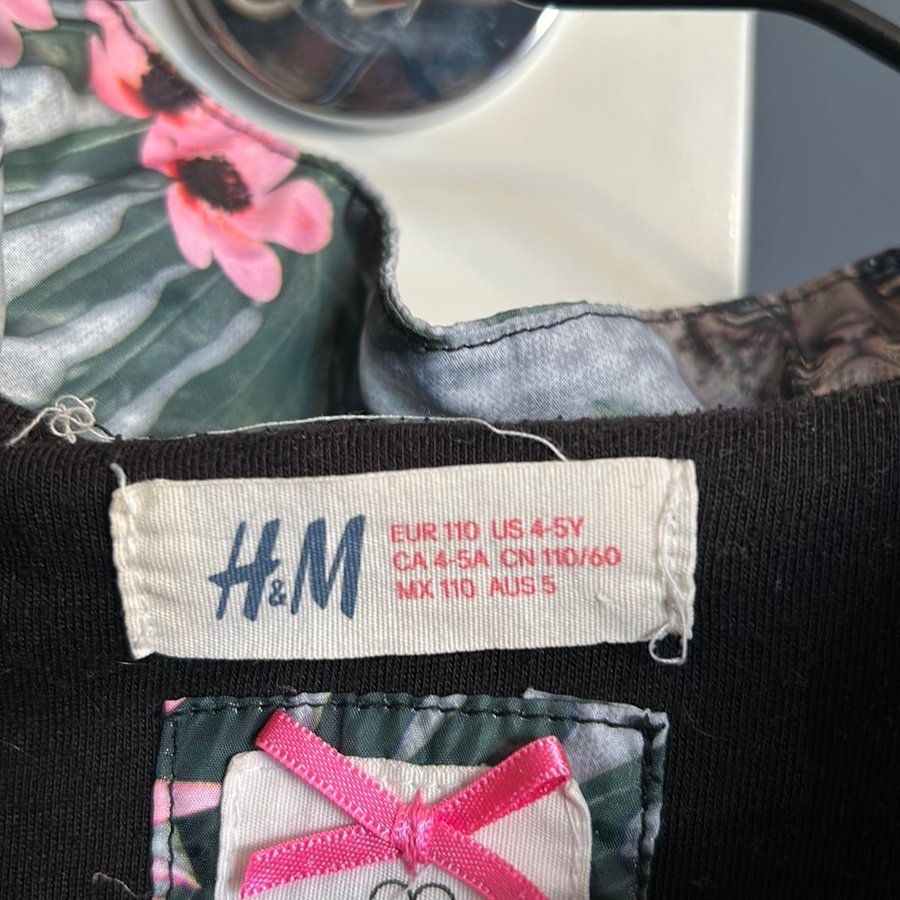 H&M
EUR 110 US 4-5Y
CA 4-5A CN 110/60
MX 110 AUS 5